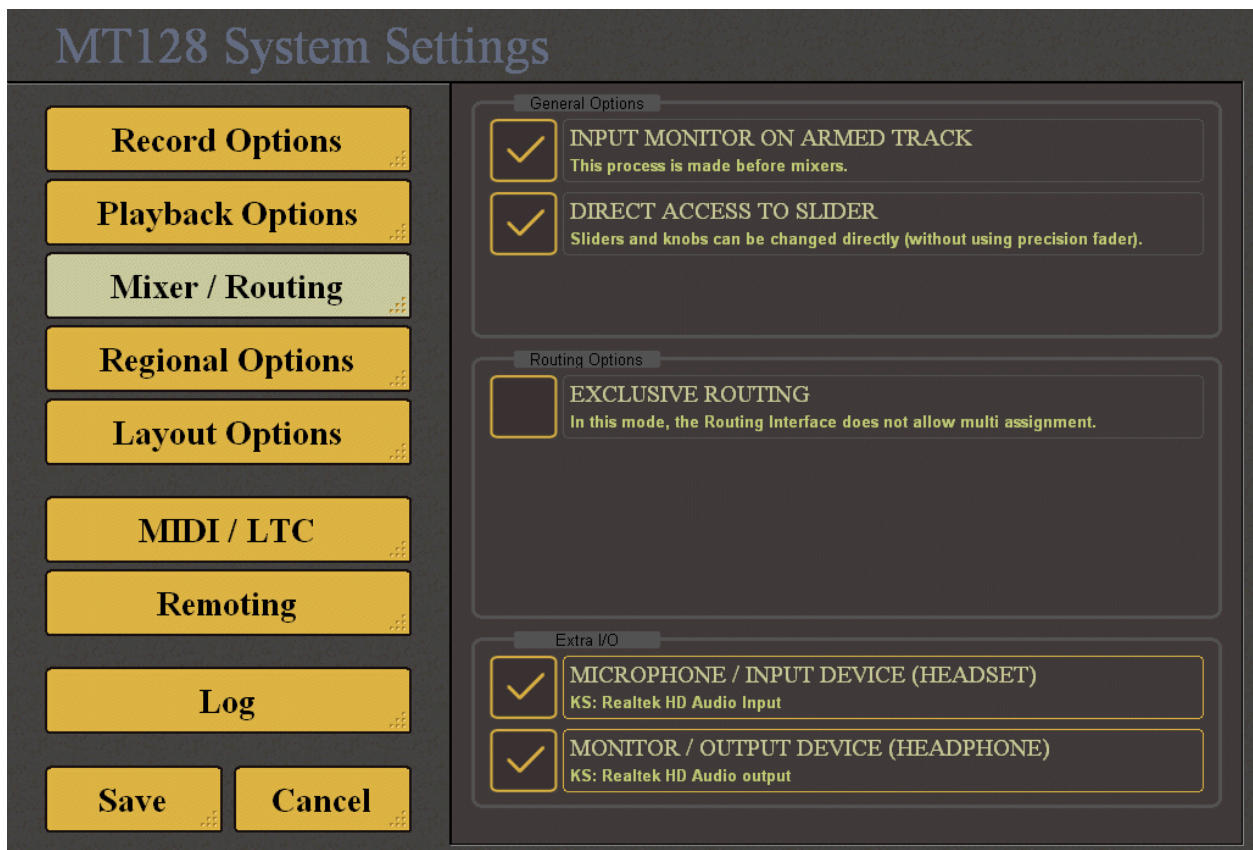 MT128 System Settings
Record Options
Playback Options
Mixer / Routing
Regional Options
Layout Options
MIDI / LTC
Remoting
Log
Save
Cancel
General Options
INPUT MONITOR ON ARMED TRACK
This process is made before mixers.
DIRECT ACCESS TO SLIDER
Sliders and knobs can be changed directly (without using precision fader).
Routing Options
EXCLUSIVE ROUTING
In this mode, the Routing Interface does not allow multi assignment.
Extra I/O
MICROPHONE / INPUT DEVICE (HEADSET)
KS: Realtek HD Audio Input
MONITOR / OUTPUT DEVICE (HEADPHONE)
KS: Realtek HD Audio output